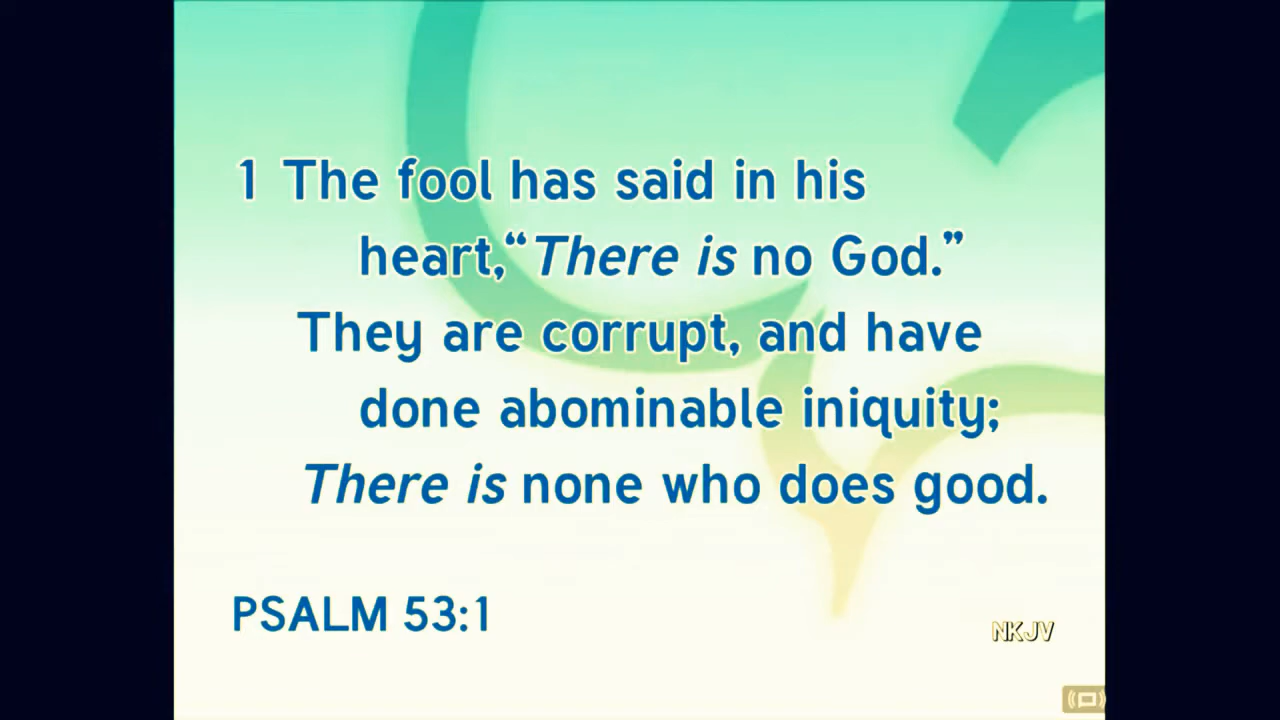 1 The fool has said in his
heart,“There is no God.”
They are corrupt, and have
done abominable iniquity;
There is none who does good.
PSALM 53:1
NKJV